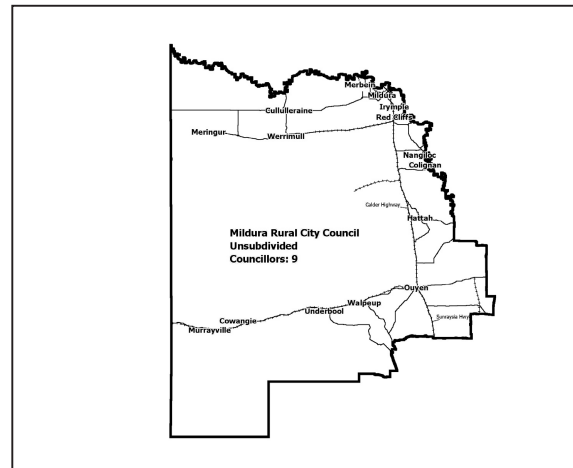 Merbein
Mildura
Irymple
Cullulleraine
Red Cliffs
Meringur
Werrimull
Nangiloc
Colignan
Calder Highway
Hattah
Mildura Rural City Council
Unsubdivided
Councillors: 9
Ouyen
Walpeup
Underbool
Sunraysia Hwy
Cowangie
Murrayville